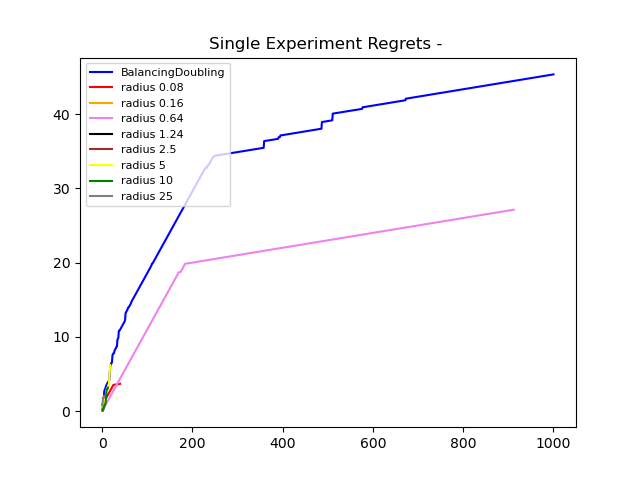 Single Experiment Regrets -
BalancingDoubling
radius 0.08
radius 0.16
radius 0.64
radius 1.24
radius 2.5
radius 5
radius 10
radius 25
40
30
20
10
0
0 200 400 600 800 1000